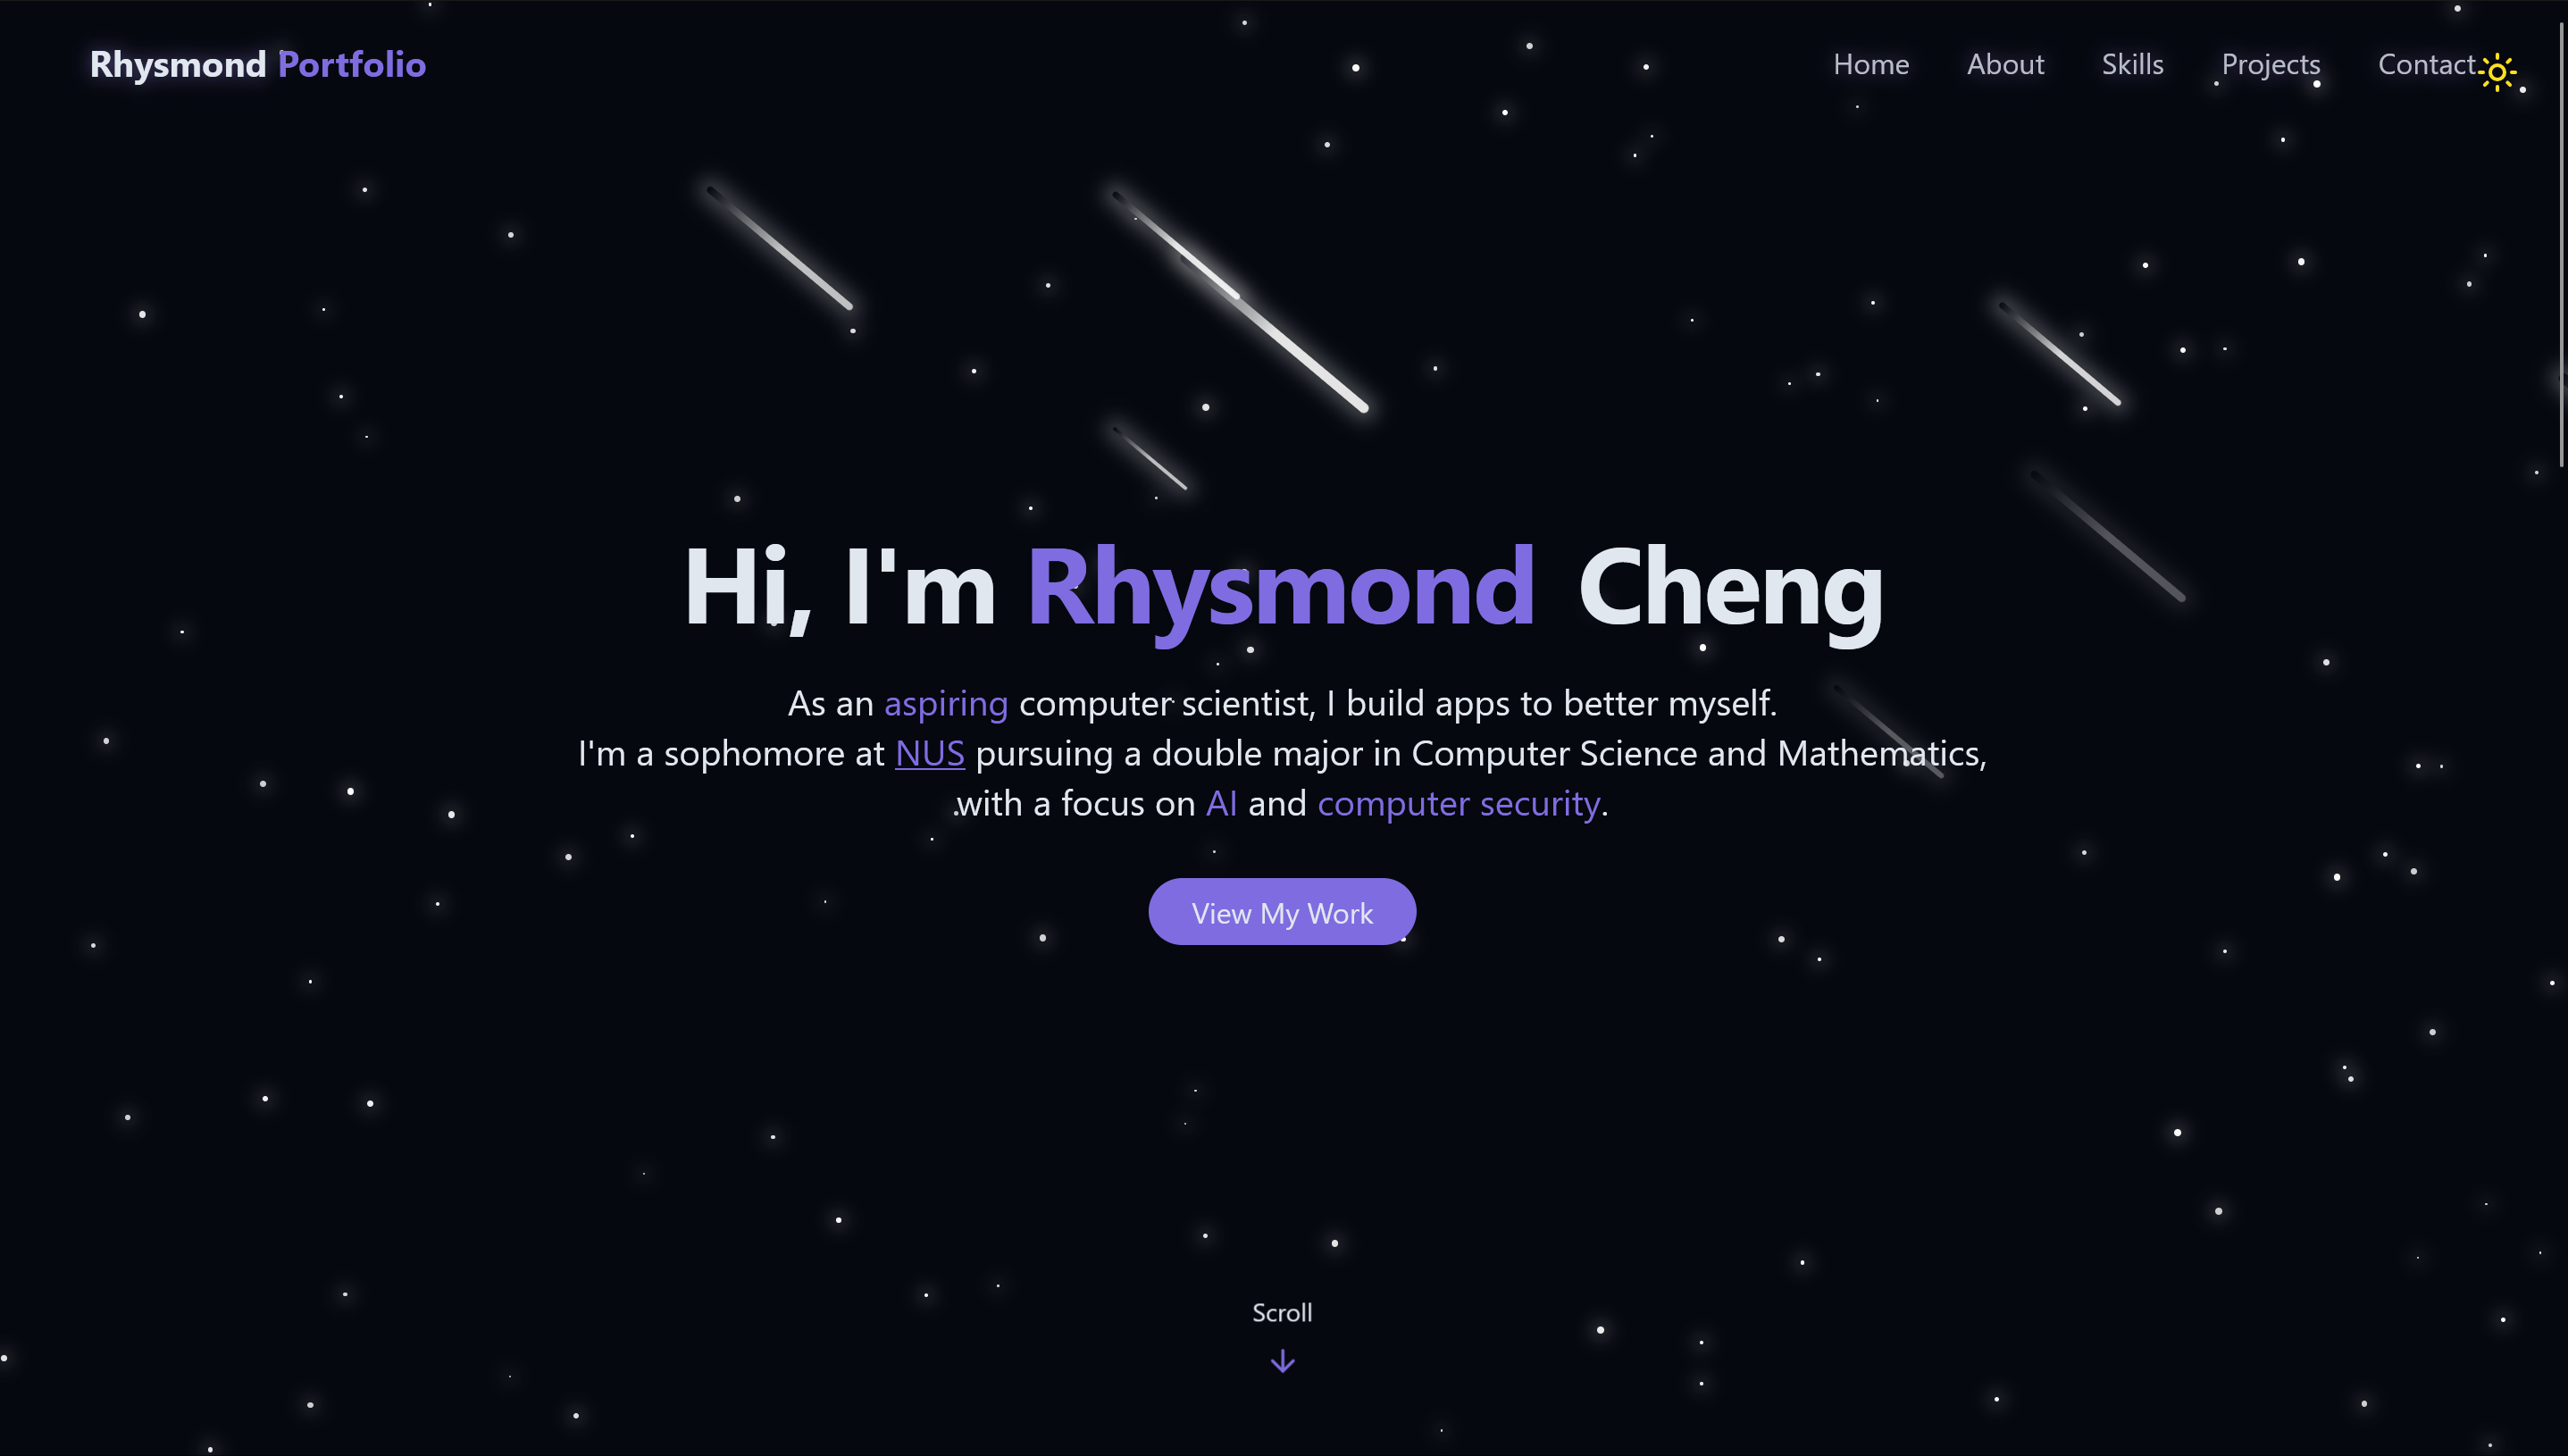 Rhysmond Portfolio
Home About Skills Projects Contact
Hi, I'm Rhysmond Cheng
As an aspiring computer scientist, I build apps to better myself.
I'm a sophomore at NUS pursuing a double major in Computer Science and Mathematics,
with a focus on AI and computer security.
View My Work
Scroll